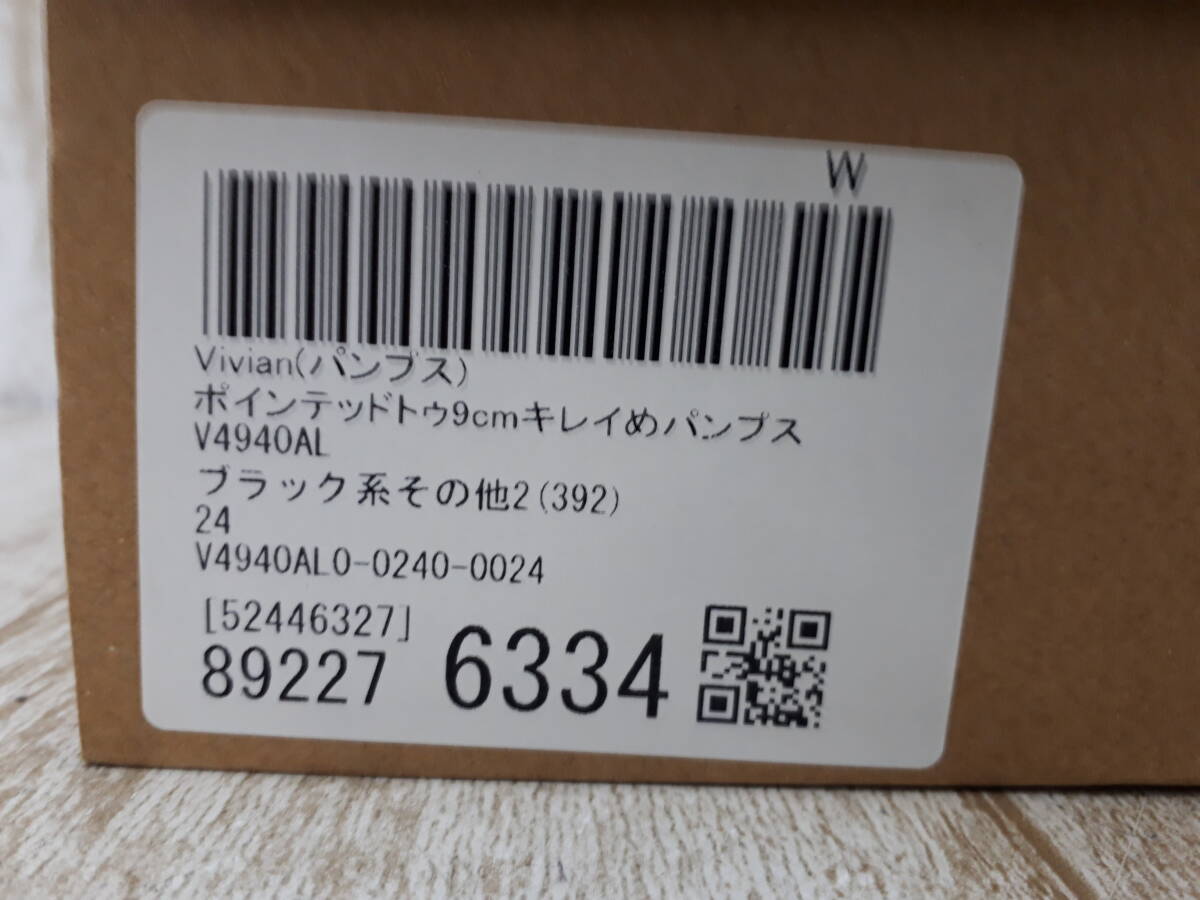 W
Vivian(パンプス)
ポインテッドトゥ9cmキレイめパンプス
V4940AL
ブラック系その他2(392)
24
V4940AL0-0240-0024
[52446327]
89227 6334